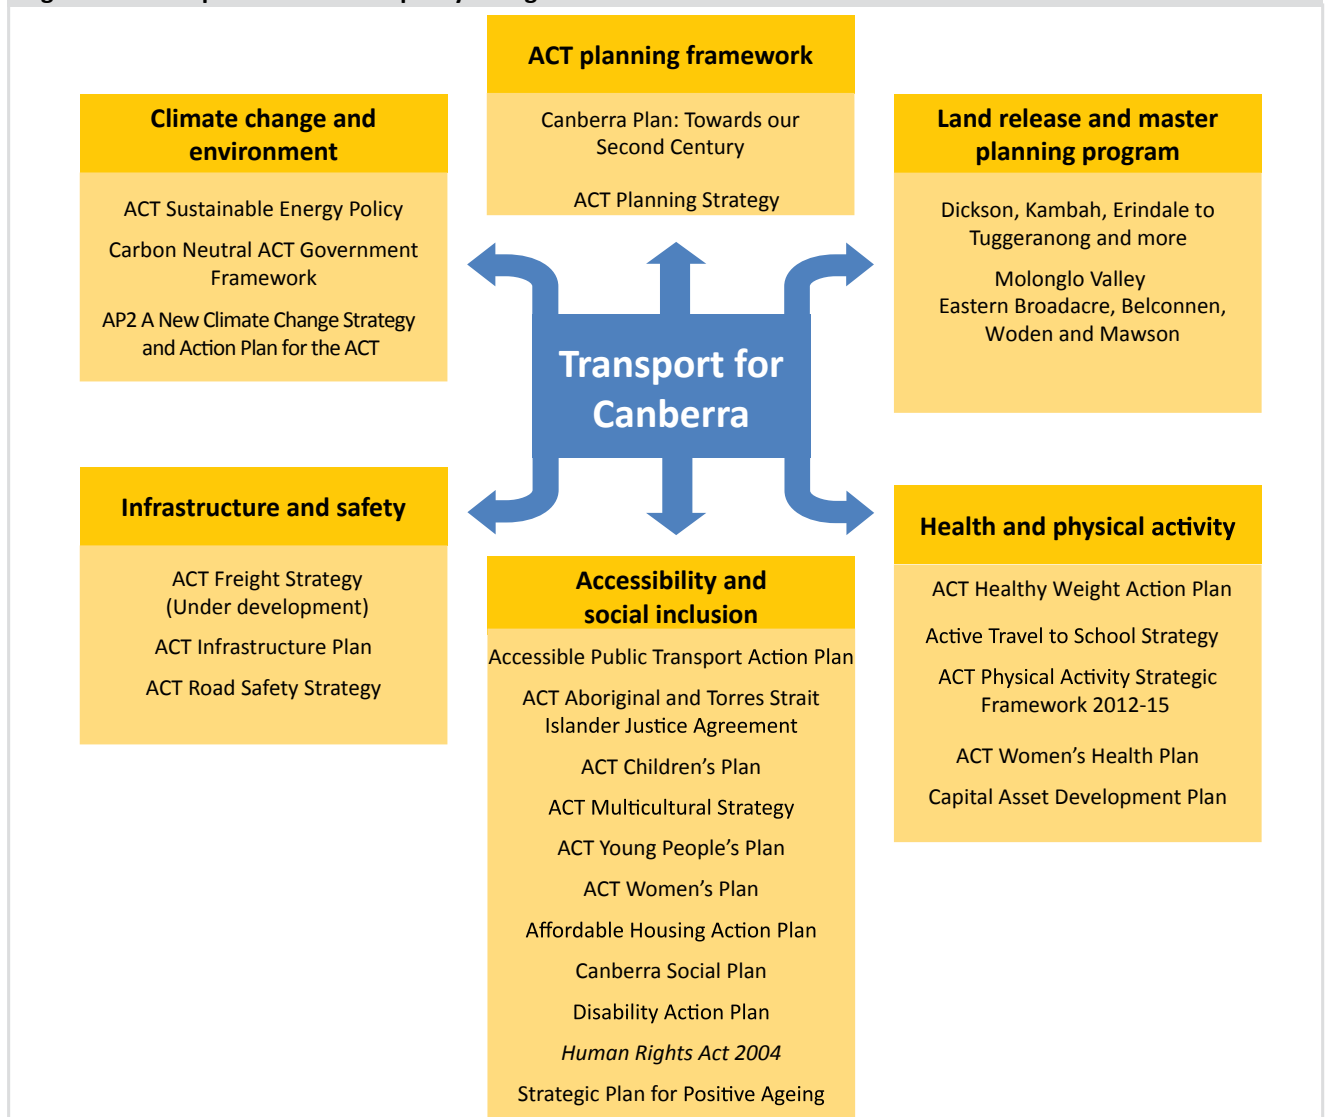 ACT planning framework
Canberra Plan: Towards our
Second Century
ACT Planning Strategy
Climate change and
environment
ACT Sustainable Energy Policy
Carbon Neutral ACT Government
Framework
AP2 A New Climate Change Strategy
and Action Plan for the ACT
Land release and master
planning program
Dickson, Kambah, Erindale to
Tuggeranong and more
Molonglo Valley
Eastern Broadacre, Belconnen,
Woden and Mawson
Transport for
Canberra
Infrastructure and safety
ACT Freight Strategy
(Under development)
ACT Infrastructure Plan
ACT Road Safety Strategy
Accessibility and
social inclusion
Accessible Public Transport Action Plan
ACT Aboriginal and Torres Strait
Islander Justice Agreement
ACT Children’s Plan
ACT Multicultural Strategy
ACT Young People’s Plan
ACT Women’s Plan
Affordable Housing Action Plan
Canberra Social Plan
Disability Action Plan
Human Rights Act 2004
Strategic Plan for Positive Ageing
Health and physical activity
ACT Healthy Weight Action Plan
Active Travel to School Strategy
ACT Physical Activity Strategic
Framework 2012-15
ACT Women’s Health Plan
Capital Asset Development Plan